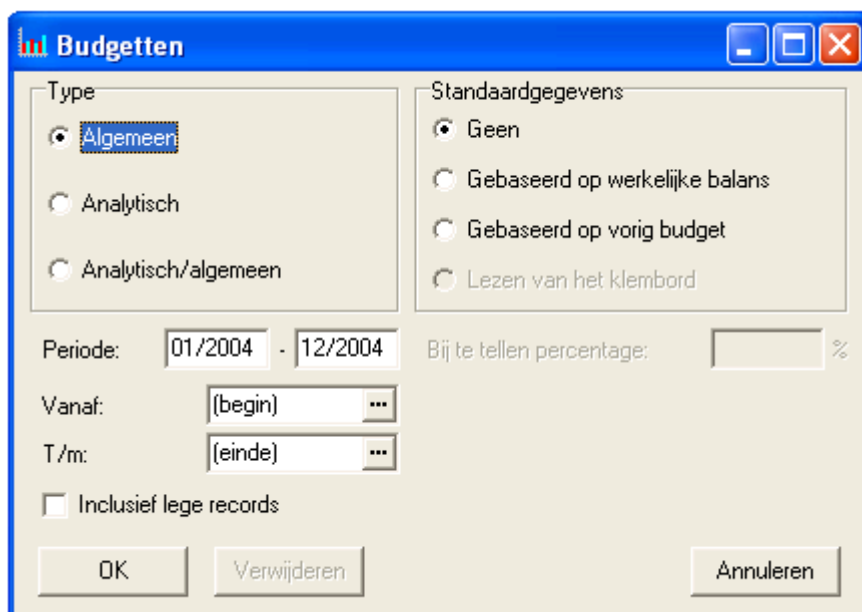 Budgetten
Type
Algemeen
Analytisch
Analytisch/algemeen
Standaardgegevens
Geen
Gebaseerd op werkelijke balans
Gebaseerd op vorig budget
Lezen van het klembord
Periode: 01/2004 - 12/2004
Bij te tellen percentage: %
Vanaf: (begin) ...
T/m: (einde) ...
Inclusief lege records
OK Verwijderen Annuleren